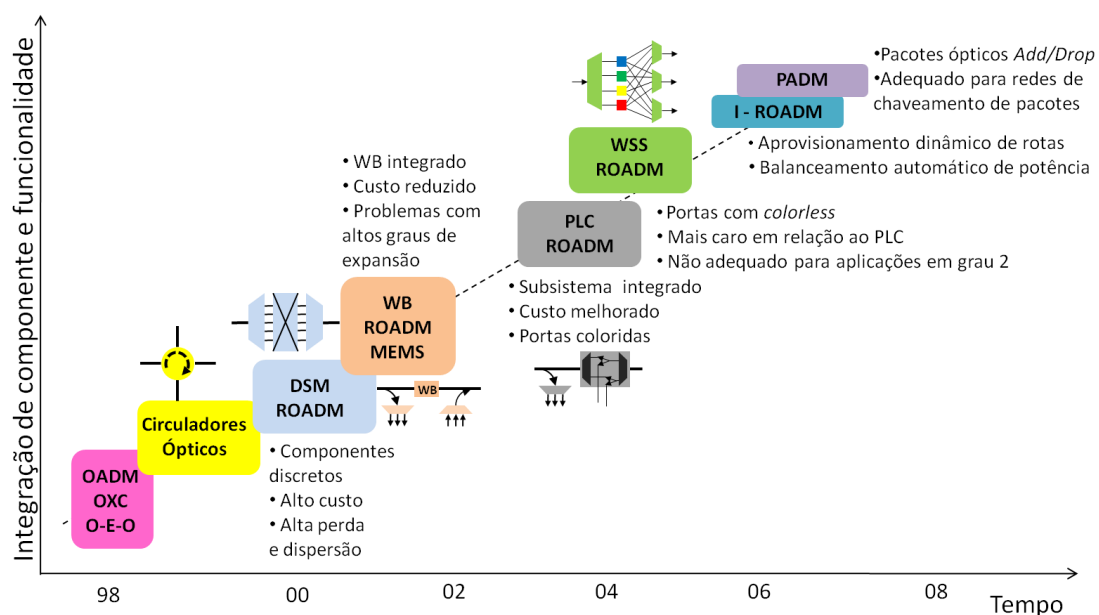 Integração de componente e funcionalidade
•Pacotes ópticos Add/Drop
•Adequado para redes de
chaveamento de pacotes
PADM
I - ROADM
• Aprovisionamento dinâmico de rotas
• Balanceamento automático de potência
WSS
ROADM
• WB integrado
• Custo reduzido
• Problemas com
altos graus de
expansão
PLC
ROADM
• Portas com colorless
• Mais caro em relação ao PLC
• Não adequado para aplicações em grau 2
WB
ROADM
MEMS
• Subsistema integrado
• Custo melhorado
• Portas coloridas
DSM
ROADM
WB
Circuladores
Ópticos
• Componentes
discretos
• Alto custo
• Alta perda
e dispersão
OADM
OXC
O-E-O
98
00
02
04
06
08
Tempo